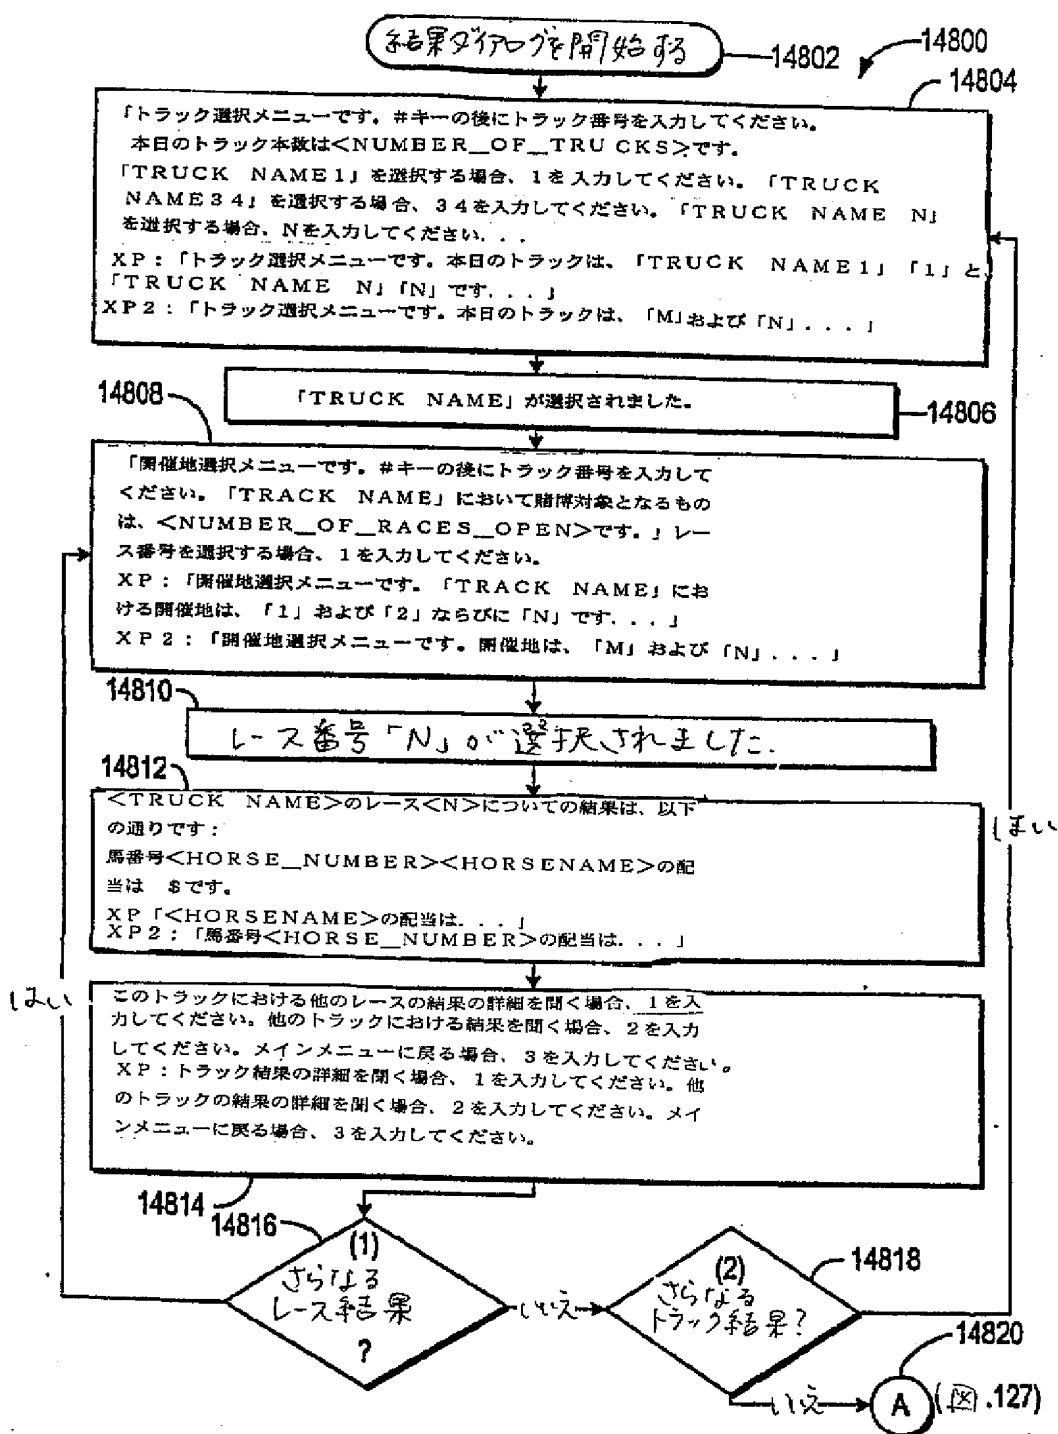 結果ダイアログを開始する
14802
14800
14804
「トラック選択メニューです。#キーの後にトラック番号を入力してください。
本日のトラック本数は<NUMBER_OF_TRUCKS>です。
「TRUCK NAME1」を選択する場合、1を入力してください。「TRUCK
NAME34」を選択する場合、34を入力してください。「TRUCK NAME N」
を選択する場合、Nを入力してください...
XP:「トラック選択メニューです。本日のトラックは、「TRUCK NAME1」「1」と、
「TRUCK NAME N」「N」です...」
XP2:「トラック選択メニューです。本日のトラックは、「M」および「N」...」
14808
「TRUCK NAME」が選択されました。
14806
「開催地選択メニューです。#キーの後にトラック番号を入力して
ください。「TRACK NAME」において賭博対象となるもの
は、<NUMBER_OF_RACES_OPEN>です。」レー
ス番号を選択する場合、1を入力してください。
XP:「開催地選択メニューです。「TRACK NAME」にお
ける開催地は、「1」および「2」ならびに「N」です...」
XP2:「開催地選択メニューです。開催地は、「M」および「N」...」
14810
レース番号「N」が選択されました.
14812
<TRUCK NAME>のレース<N>についての結果は、以下
の通りです:
馬番号<HORSE_NUMBER><HORSENAME>の配
当は $です。
XP「<HORSENAME>の配当は...」
XP2:「馬番号<HORSE_NUMBER>の配当は...」
はい
はい
このトラックにおける他のレースの結果の詳細を聞く場合、1を入
力してください。他のトラックにおける結果を聞く場合、2を入力
してください。メインメニューに戻る場合、3を入力してください。
XP:トラック結果の詳細を聞く場合、1を入力してください。他
のトラックの結果の詳細を聞く場合、2を入力してください。メイ
ンメニューに戻る場合、3を入力してください。
14814
14816
(1)
さらなる
レース結果
?
いいえ
(2)
さらなる
トラック結果?
14818
14820
いいえ
A
(図.127)